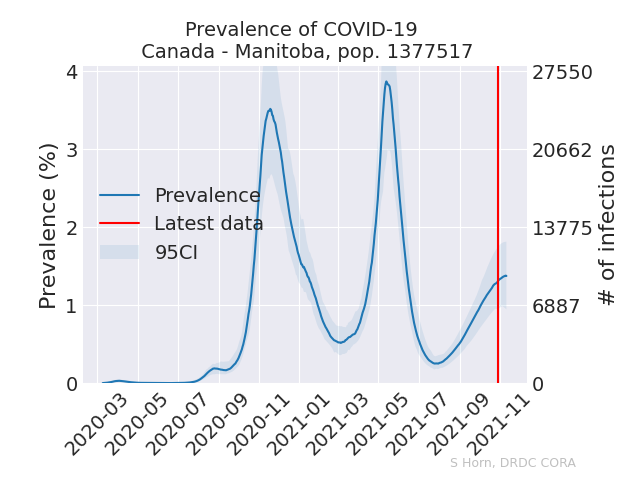 Prevalence of COVID-19
Canada - Manitoba, pop. 1377517
Prevalence (%)
4
3
2
1
0
Prevalence
Latest data
95CI
27550
20662
13775
6887
0
# of infections
2020-03
2020-05
2020-07
2020-09
2020-11
2021-01
2021-03
2021-05
2021-07
2021-09
2021-11
S Horn, DRDC CORA